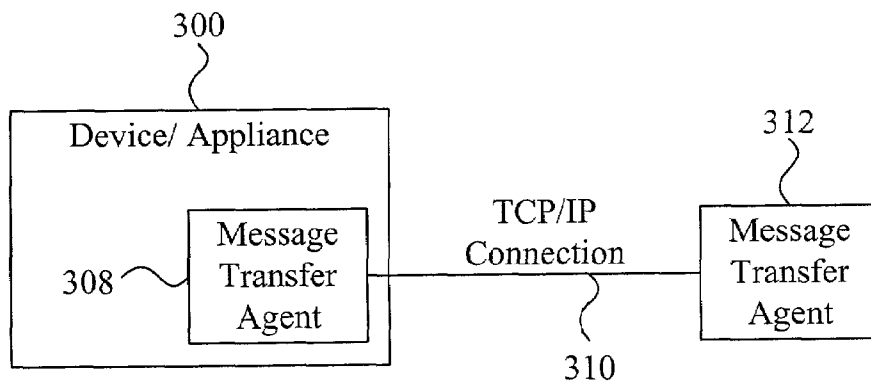 300
Device/ Appliance
312
TCP/IP
Connection
Message
Transfer
Agent
308
Message
Transfer
Agent
310